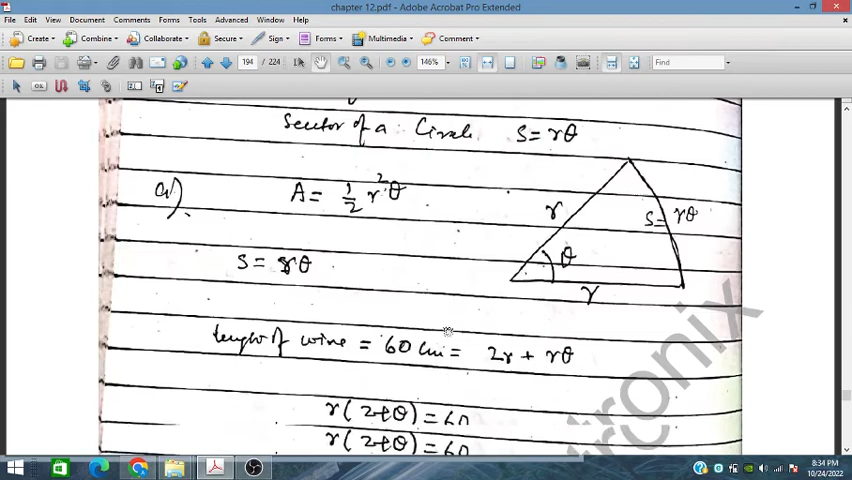 chapter 12.pdf - Adobe Acrobat Pro Extended
File Edit View Document Comments Forms Tools Advanced Window Help
Create Combine Collaborate Secure Sign Forms Multimedia Comment
194 / 224 146% Find
Sector of a Circle S = rθ
a) A = 1/2 r²θ
r
S = rθ
θ
S = rθ
r
length of wire = 60 cm = 2r + rθ
r(2+θ) = 60
r(2+θ) = 60
ironix
8:34 PM
10/24/2022